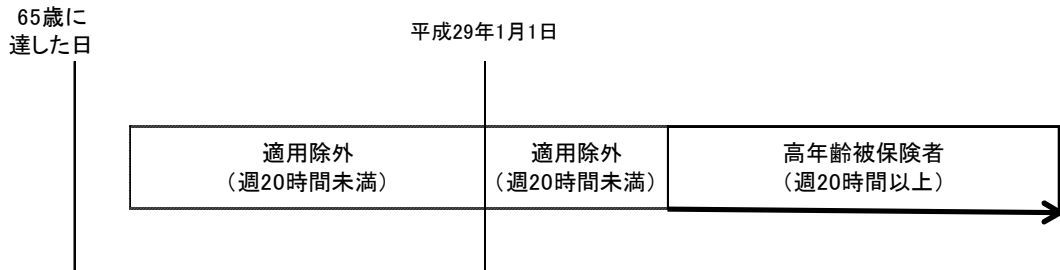 65歳に
達した日
平成29年1月1日
適用除外
（週20時間未満）
適用除外
（週20時間未満）
高年齢被保険者
（週20時間以上）